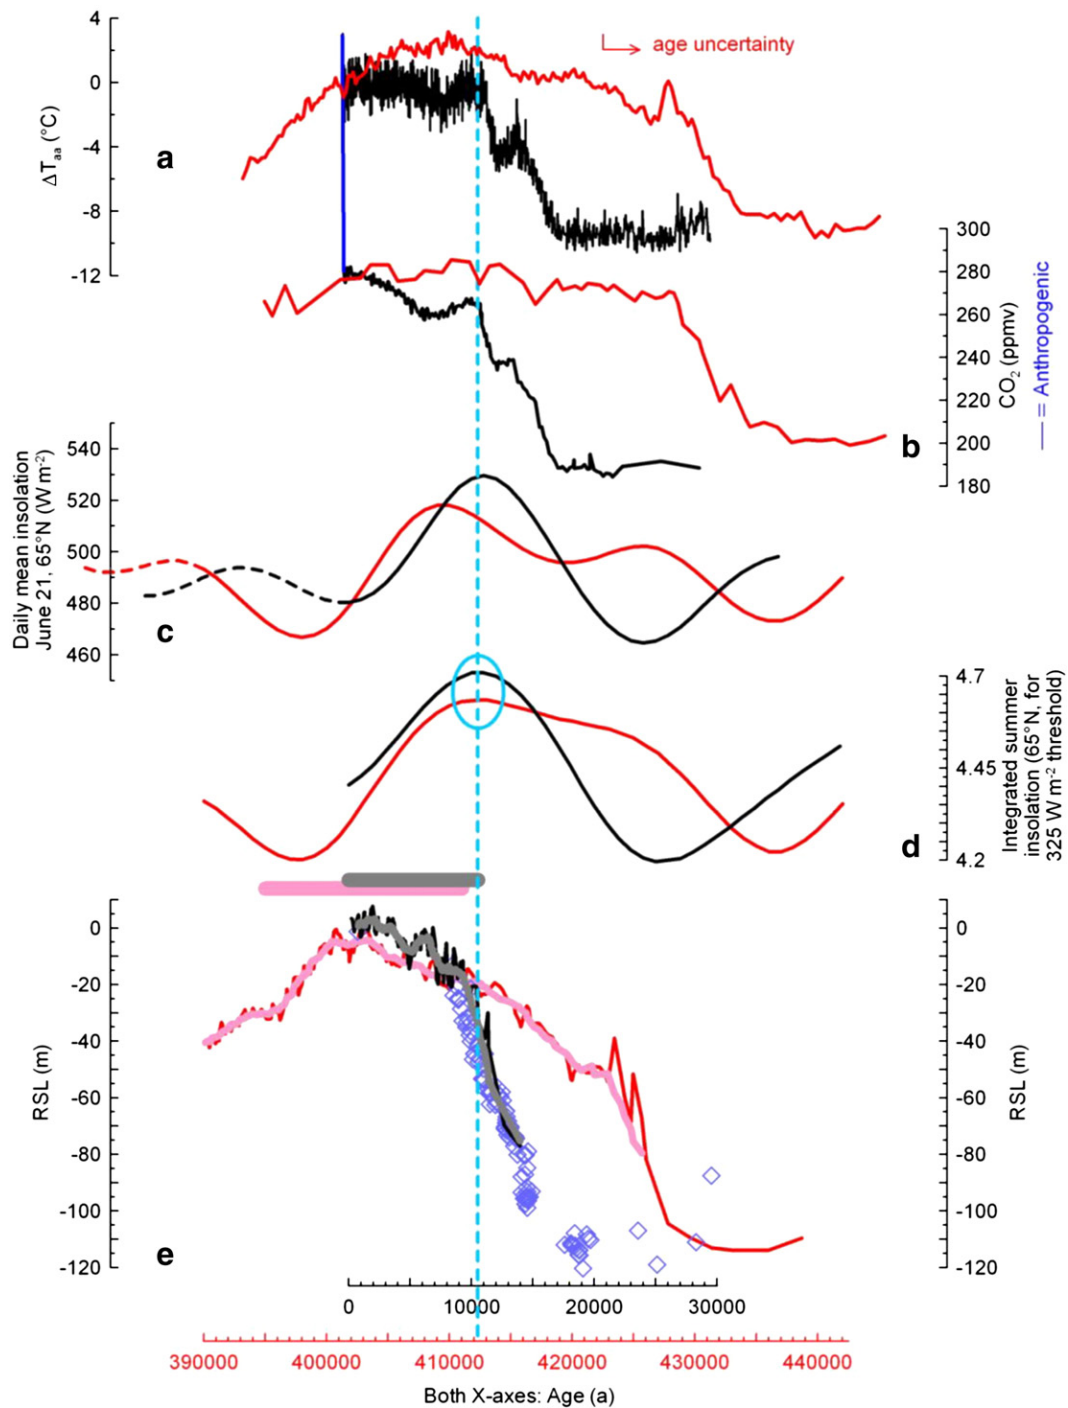 4
0
-4
-8
-12
ΔTaa (°C)
a
age uncertainty
300
280
260
240
220
200
180
CO2 (ppmv)
— = Anthropogenic
b
540
520
500
480
460
Daily mean insolation
June 21, 65°N (W m-2)
c
4.7
4.45
4.2
Integrated summer
insolation (65°N, for
325 W m-2 threshold)
d
0
-20
-40
-60
-80
-100
-120
RSL (m)
e
0
-20
-40
-60
-80
-100
-120
RSL (m)
0 10000 20000 30000
390000 400000 410000 420000 430000 440000
Both X-axes: Age (a)